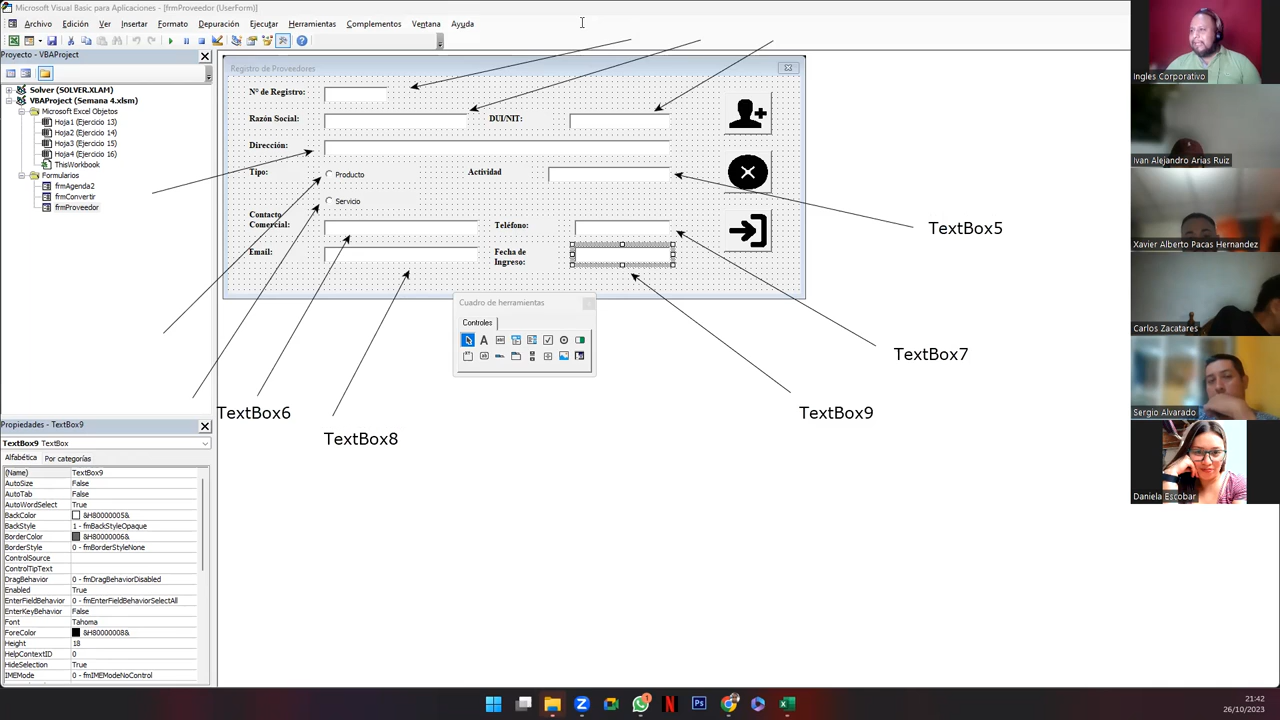 Microsoft Visual Basic para Aplicaciones - [frmProveedor (UserForm)]
Archivo Edición Ver Insertar Formato Depuración Ejecutar Herramientas Complementos Ventana Ayuda
Proyecto - VBAProject
Solver (SOLVER.XLAM)
VBAProject (Semana 4.xlsm)
Microsoft Excel Objetos
Hoja1 (Ejercicio 13)
Hoja2 (Ejercicio 14)
Hoja3 (Ejercicio 15)
Hoja4 (Ejercicio 16)
ThisWorkbook
Formularios
frmAgenda2
frmConvertir
frmProveedor
Registro de Proveedores
N° de Registro:
Razón Social:
DUI/NIT:
Dirección:
Tipo:
Producto
Actividad
Servicio
Contacto
Comercial:
Teléfono:
Email:
Fecha de
Ingreso:
TextBox5
TextBox7
TextBox9
TextBox6
TextBox8
Cuadro de herramientas
Controles
Propiedades - TextBox9
TextBox9 TextBox
Alfabética Por categorías
(Name) TextBox9
AutoSize False
AutoTab False
AutoWordSelect True
BackColor &H80000005&
BackStyle 1 - fmBackStyleOpaque
BorderColor &H80000006&
BorderStyle 0 - fmBorderStyleNone
ControlSource
ControlTipText
DragBehavior 0 - fmDragBehaviorDisabled
Enabled True
EnterFieldBehavior 0 - fmEnterFieldBehaviorSelectAll
EnterKeyBehavior False
Font Tahoma
ForeColor &H80000008&
Height 18
HelpContextID 0
HideSelection True
IMEMode 0 - fmIMEModeNoControl
Ingles Corporativo
Ivan Alejandro Arias Ruiz
Xavier Alberto Pacas Hernandez
Carlos Zacatares
Sergio Alvarado
Daniela Escobar
21:42
26/10/2023